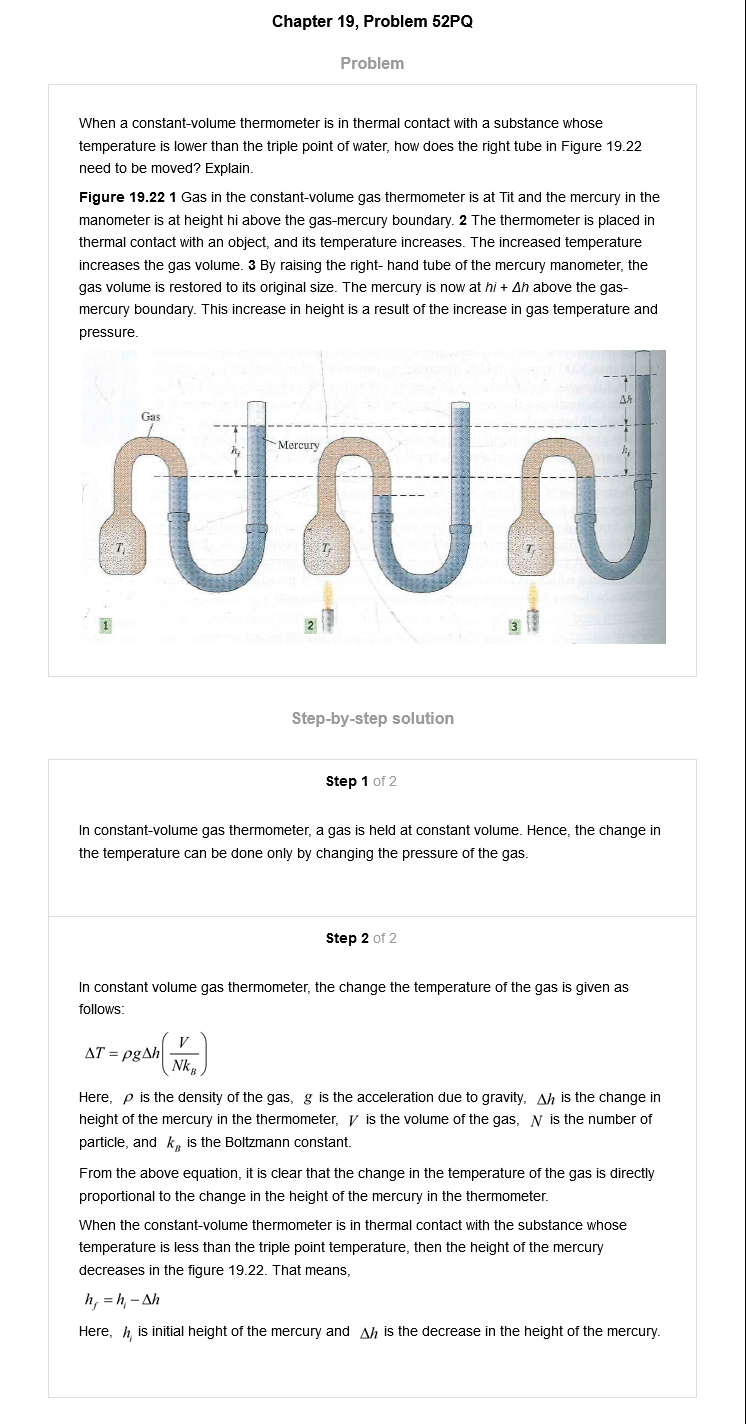 Chapter 19, Problem 52PQ
Problem
When a constant-volume thermometer is in thermal contact with a substance whose
temperature is lower than the triple point of water, how does the right tube in Figure 19.22
need to be moved? Explain.
Figure 19.22 1 Gas in the constant-volume gas thermometer is at Tit and the mercury in the
manometer is at height hi above the gas-mercury boundary. 2 The thermometer is placed in
thermal contact with an object, and its temperature increases. The increased temperature
increases the gas volume. 3 By raising the right- hand tube of the mercury manometer, the
gas volume is restored to its original size. The mercury is now at hi + Δh above the gas-
mercury boundary. This increase in height is a result of the increase in gas temperature and
pressure.
Gas
Mercury
h_i
Δh
h_i
T_i
T_f
T_f
1
2
3
Step-by-step solution
Step 1 of 2
In constant-volume gas thermometer, a gas is held at constant volume. Hence, the change in
the temperature can be done only by changing the pressure of the gas.
Step 2 of 2
In constant volume gas thermometer, the change the temperature of the gas is given as
follows:
ΔT = ρgΔh(V/Nk_B)
Here, ρ is the density of the gas, g is the acceleration due to gravity, Δh is the change in
height of the mercury in the thermometer, V is the volume of the gas, N is the number of
particle, and k_B is the Boltzmann constant.
From the above equation, it is clear that the change in the temperature of the gas is directly
proportional to the change in the height of the mercury in the thermometer.
When the constant-volume thermometer is in thermal contact with the substance whose
temperature is less than the triple point temperature, then the height of the mercury
decreases in the figure 19.22. That means,
h_f = h_i − Δh
Here, h_i is initial height of the mercury and Δh is the decrease in the height of the mercury.